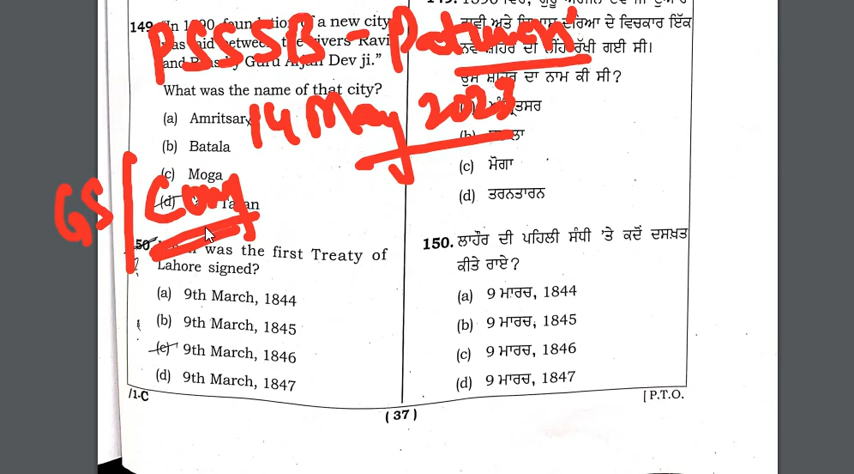 149. "In 1590 foundation of a new city
was laid between the rivers Ravi
and Beas by Guru Arjan Dev ji."
What was the name of that city?
(a) Amritsar
(b) Batala
(c) Moga
(d) Tarn Taran
150. When was the first Treaty of
Lahore signed?
(a) 9th March, 1844
(b) 9th March, 1845
(c) 9th March, 1846
(d) 9th March, 1847
/1-C
ਰਾਵੀ ਅਤੇ ਬਿਆਸ ਦਰਿਆ ਦੇ ਵਿਚਕਾਰ ਇੱਕ
ਨਵੇਂ ਸ਼ਹਿਰ ਦੀ ਨੀਂਹ ਰੱਖੀ ਗਈ ਸੀ।
ਉਸ ਸ਼ਹਿਰ ਦਾ ਨਾਮ ਕੀ ਸੀ?
(a) ਅੰਮ੍ਰਿਤਸਰ
(b) ਬਟਾਲਾ
(c) ਮੋਗਾ
(d) ਤਰਨਤਾਰਨ
150. ਲਾਹੌਰ ਦੀ ਪਹਿਲੀ ਸੰਧੀ 'ਤੇ ਕਦੋਂ ਦਸਖ਼ਤ
ਕੀਤੇ ਗਏ?
(a) 9 ਮਾਰਚ, 1844
(b) 9 ਮਾਰਚ, 1845
(c) 9 ਮਾਰਚ, 1846
(d) 9 ਮਾਰਚ, 1847
[ P.T.O.
( 37 )
PSSSB - Patwari
14 May 2023
GS/